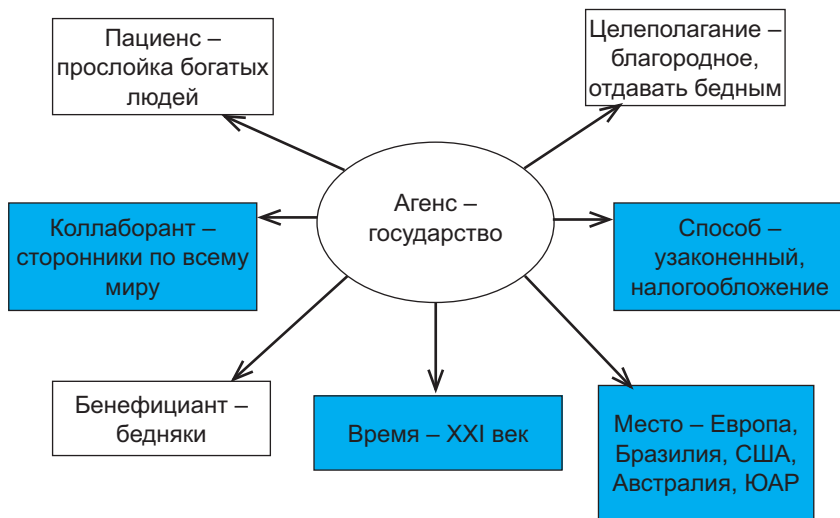 Пациенс –
прослойка богатых
людей
Целеполагание –
благородное,
отдавать бедным
Агенс –
государство
Коллаборант –
сторонники по всему
миру
Способ –
узаконенный,
налогообложение
Бенефициант –
бедняки
Время – XXI век
Место – Европа,
Бразилия, США,
Австралия, ЮАР